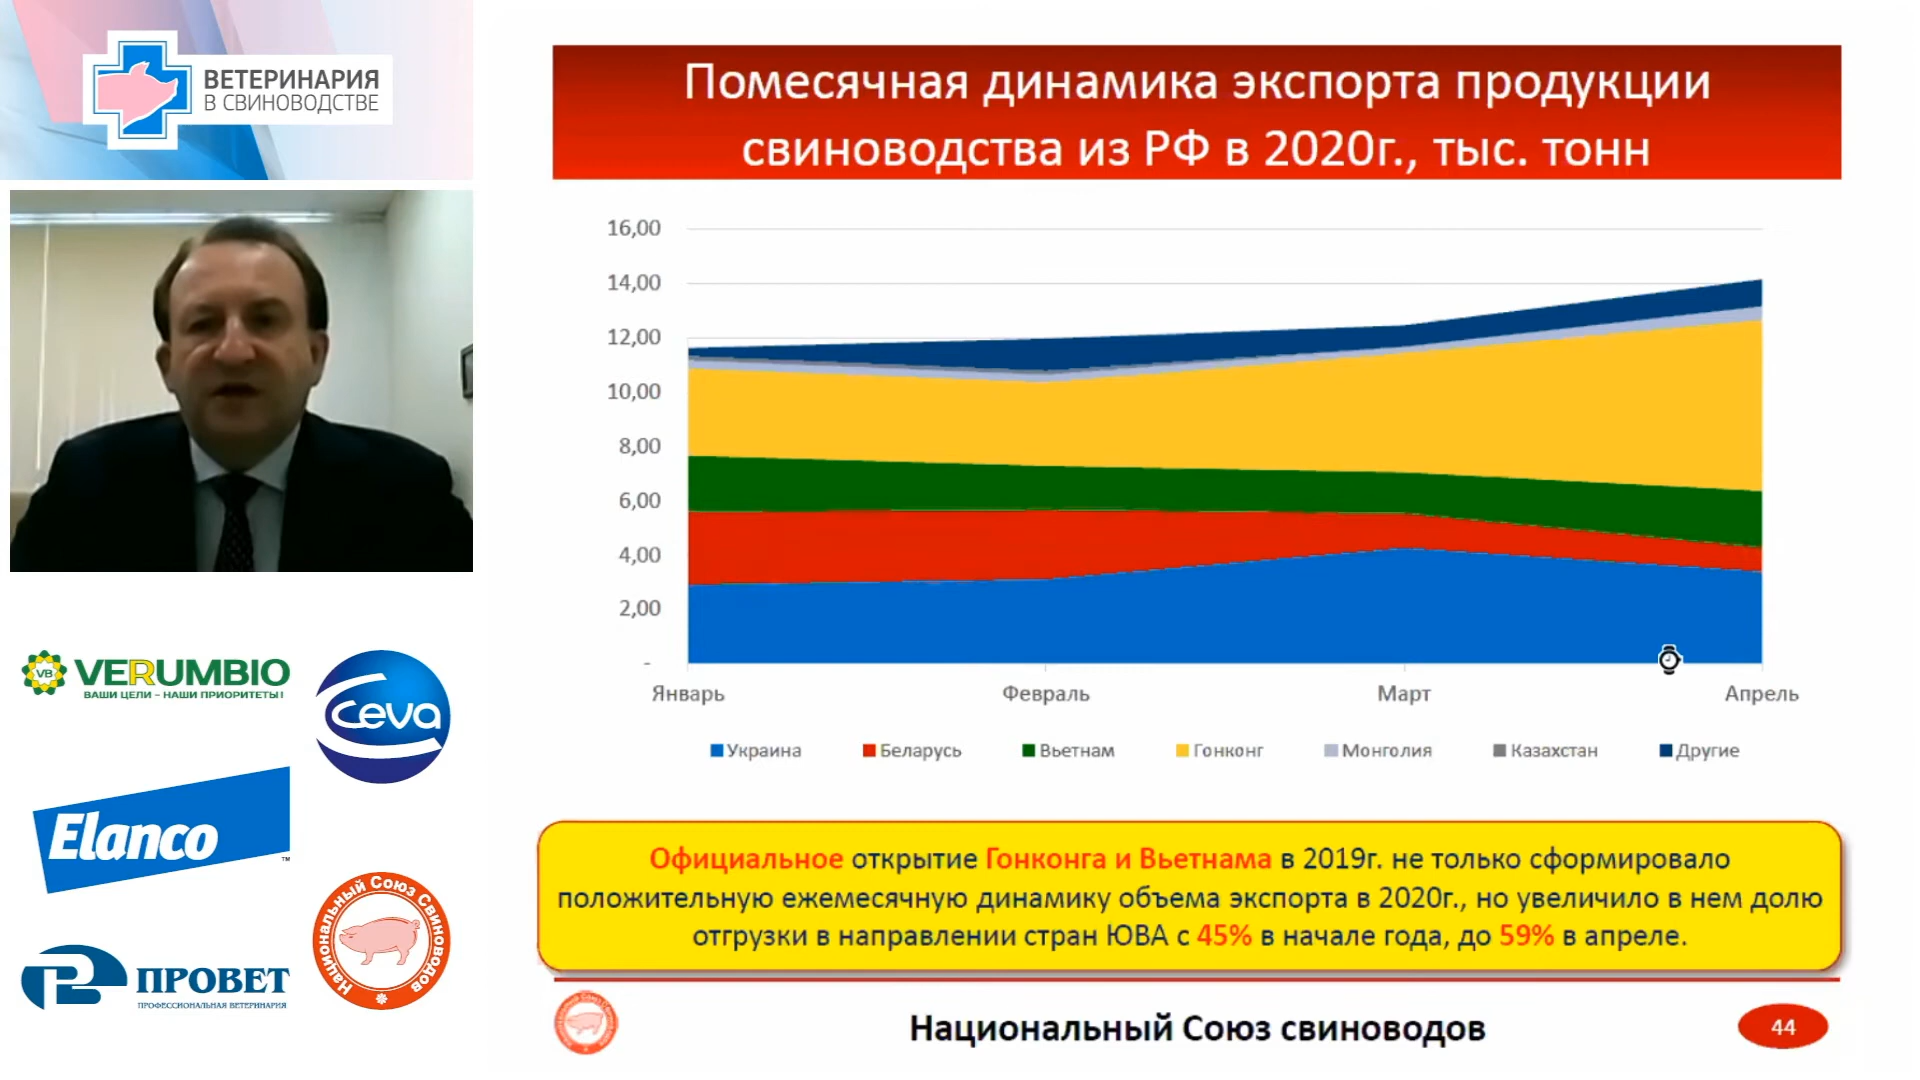 ВЕТЕРИНАРИЯ
В СВИНОВОДСТВЕ
VB
VERUMBIO
ВАШИ ЦЕЛИ – НАШИ ПРИОРИТЕТЫ!
Ceva
Elanco
™
Национальный Союз Свиноводов
ПРОВЕТ
ПРОФЕССИОНАЛЬНАЯ ВЕТЕРИНАРИЯ
Помесячная динамика экспорта продукции
свиноводства из РФ в 2020г., тыс. тонн
16,00
14,00
12,00
10,00
8,00
6,00
4,00
2,00
-
Январь Февраль Март Апрель
Украина Беларусь Вьетнам Гонконг Монголия Казахстан Другие
Официальное открытие Гонконга и Вьетнама в 2019г. не только сформировало
положительную ежемесячную динамику объема экспорта в 2020г., но увеличило в нем долю
отгрузки в направлении стран ЮВА с 45% в начале года, до 59% в апреле.
Национальный Союз свиноводов
44